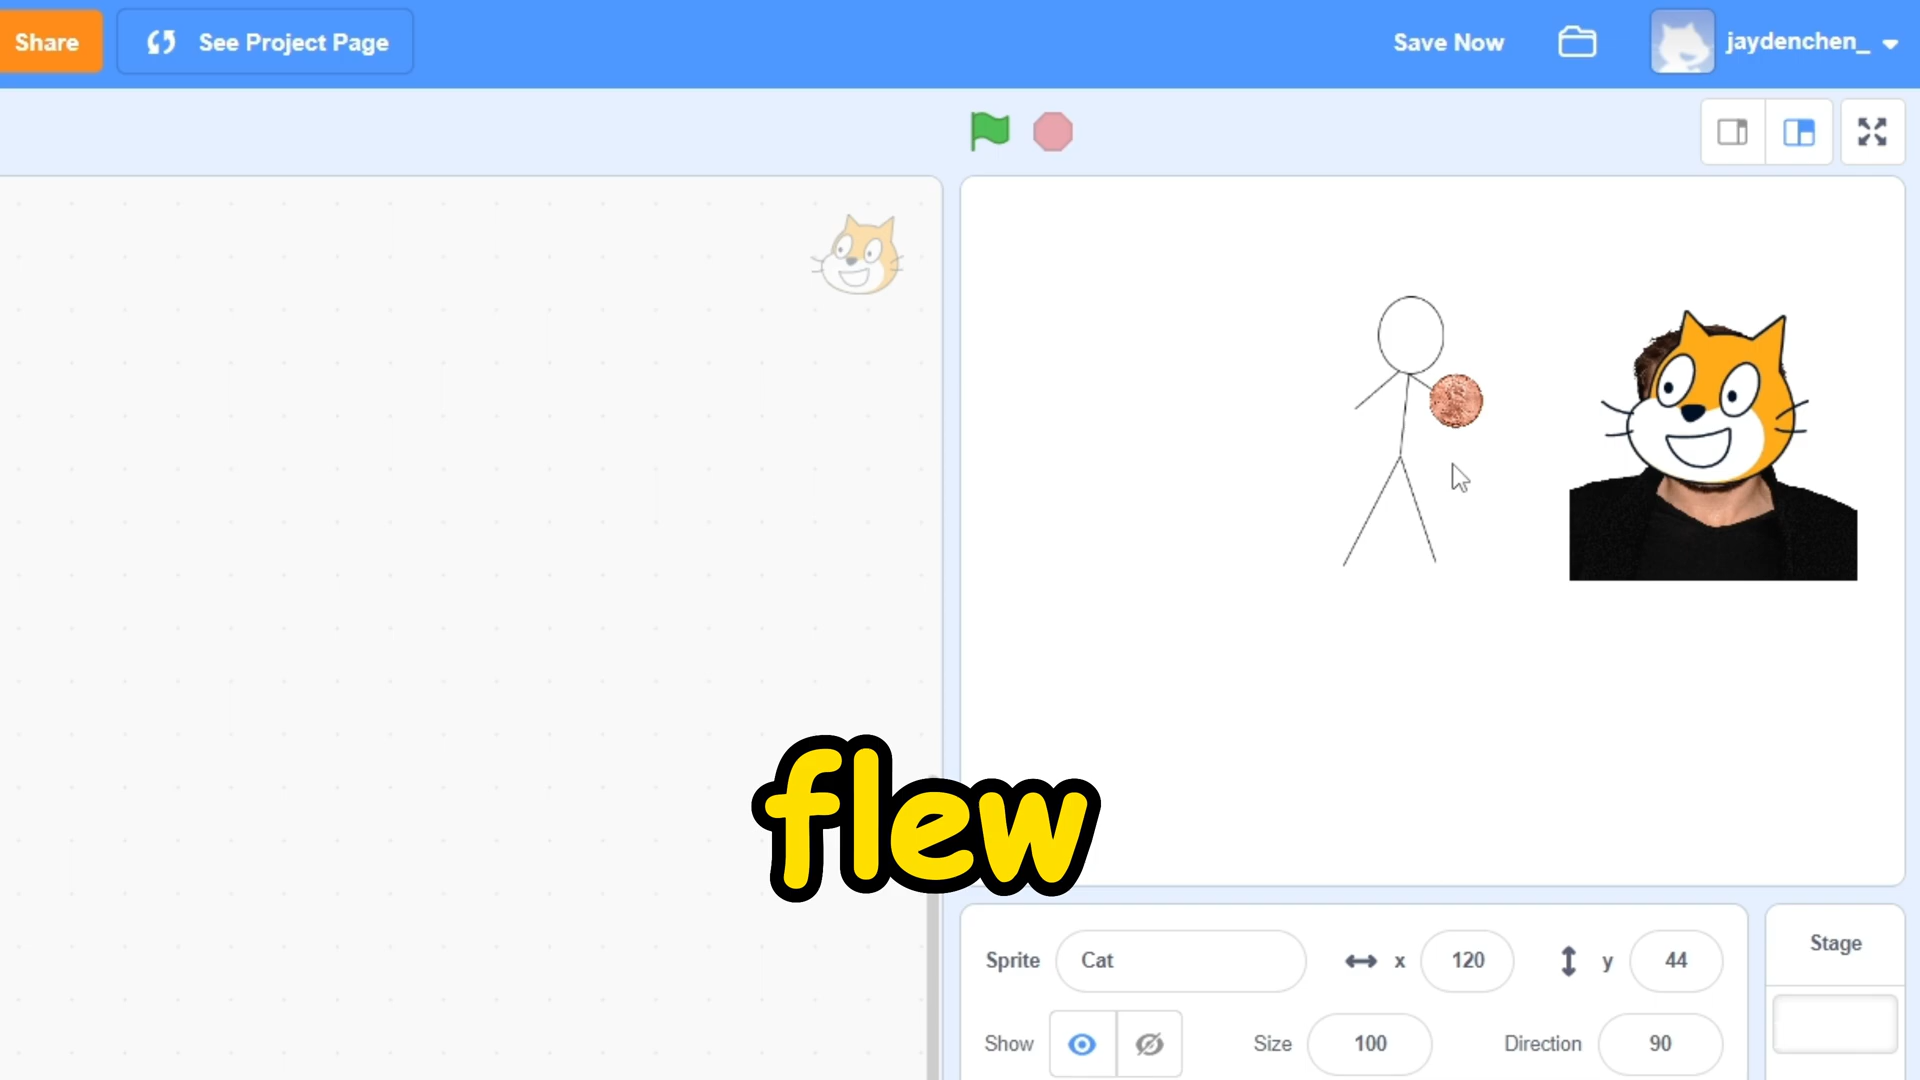 Share
See Project Page
Save Now
jaydenchen_
flew
Sprite
Cat
x
120
y
44
Stage
Show
Size
100
Direction
90